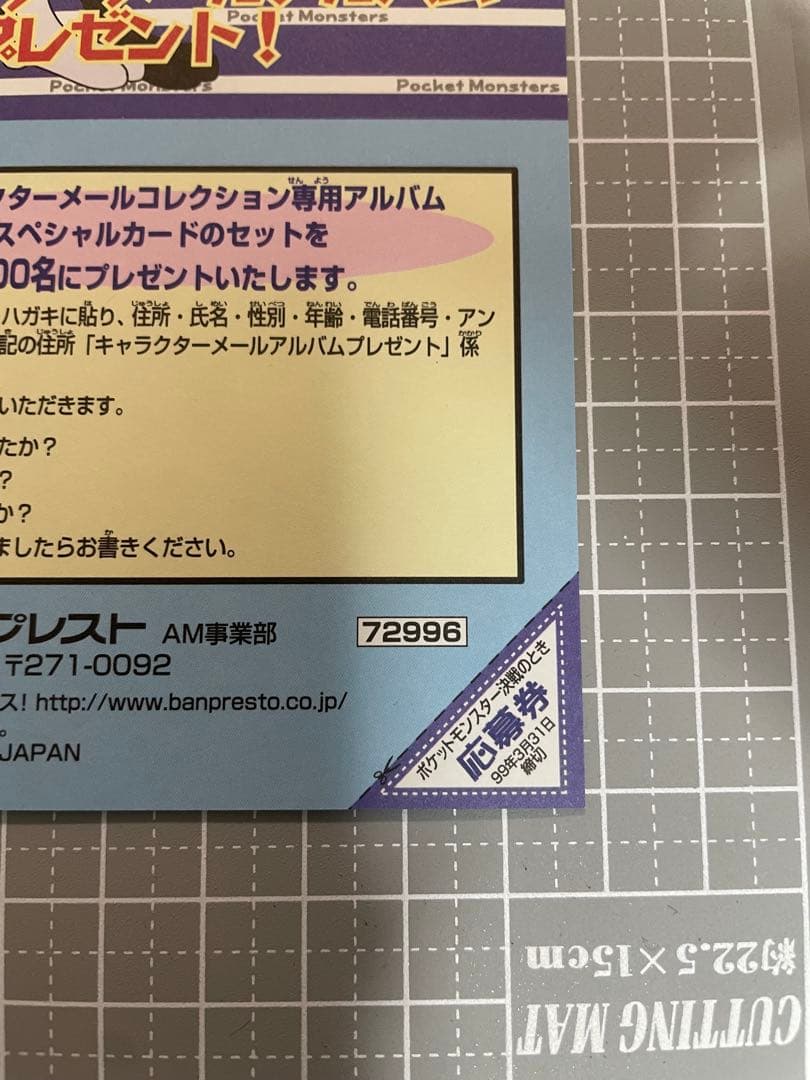 プレゼント!
Pocket Monsters
Pocket Monsters
Pocket Monsters
クターメールコレクション専用アルバム
スペシャルカードのセットを
00名にプレゼントいたします。
ハガキに貼り、住所・氏名・性別・年齢・電話番号・アン
記の住所「キャラクターメールアルバムプレゼント」係
いただきます。
たか?
?
か?
ましたらお書きください。
プレスト AM事業部
72996
〒271-0092
ス! http://www.banpresto.co.jp/
。
JAPAN
ポケットモンスター決戦のとき
応募券
99年3月31日
締切
約22.5×15cm
CUTTING MAT